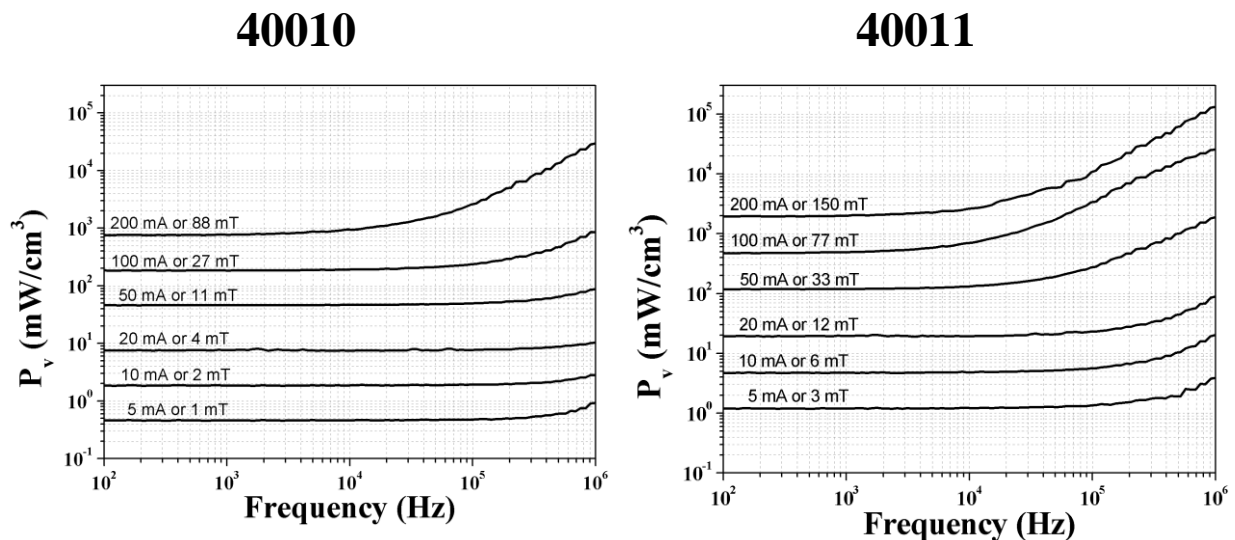 40010
P_v (mW/cm^3)
10^5
10^4
10^3
10^2
10^1
10^0
10^-1
200 mA or 88 mT
100 mA or 27 mT
50 mA or 11 mT
20 mA or 4 mT
10 mA or 2 mT
5 mA or 1 mT
10^2 10^3 10^4 10^5 10^6
Frequency (Hz)
40011
P_v (mW/cm^3)
10^5
10^4
10^3
10^2
10^1
10^0
10^-1
200 mA or 150 mT
100 mA or 77 mT
50 mA or 33 mT
20 mA or 12 mT
10 mA or 6 mT
5 mA or 3 mT
10^2 10^3 10^4 10^5 10^6
Frequency (Hz)